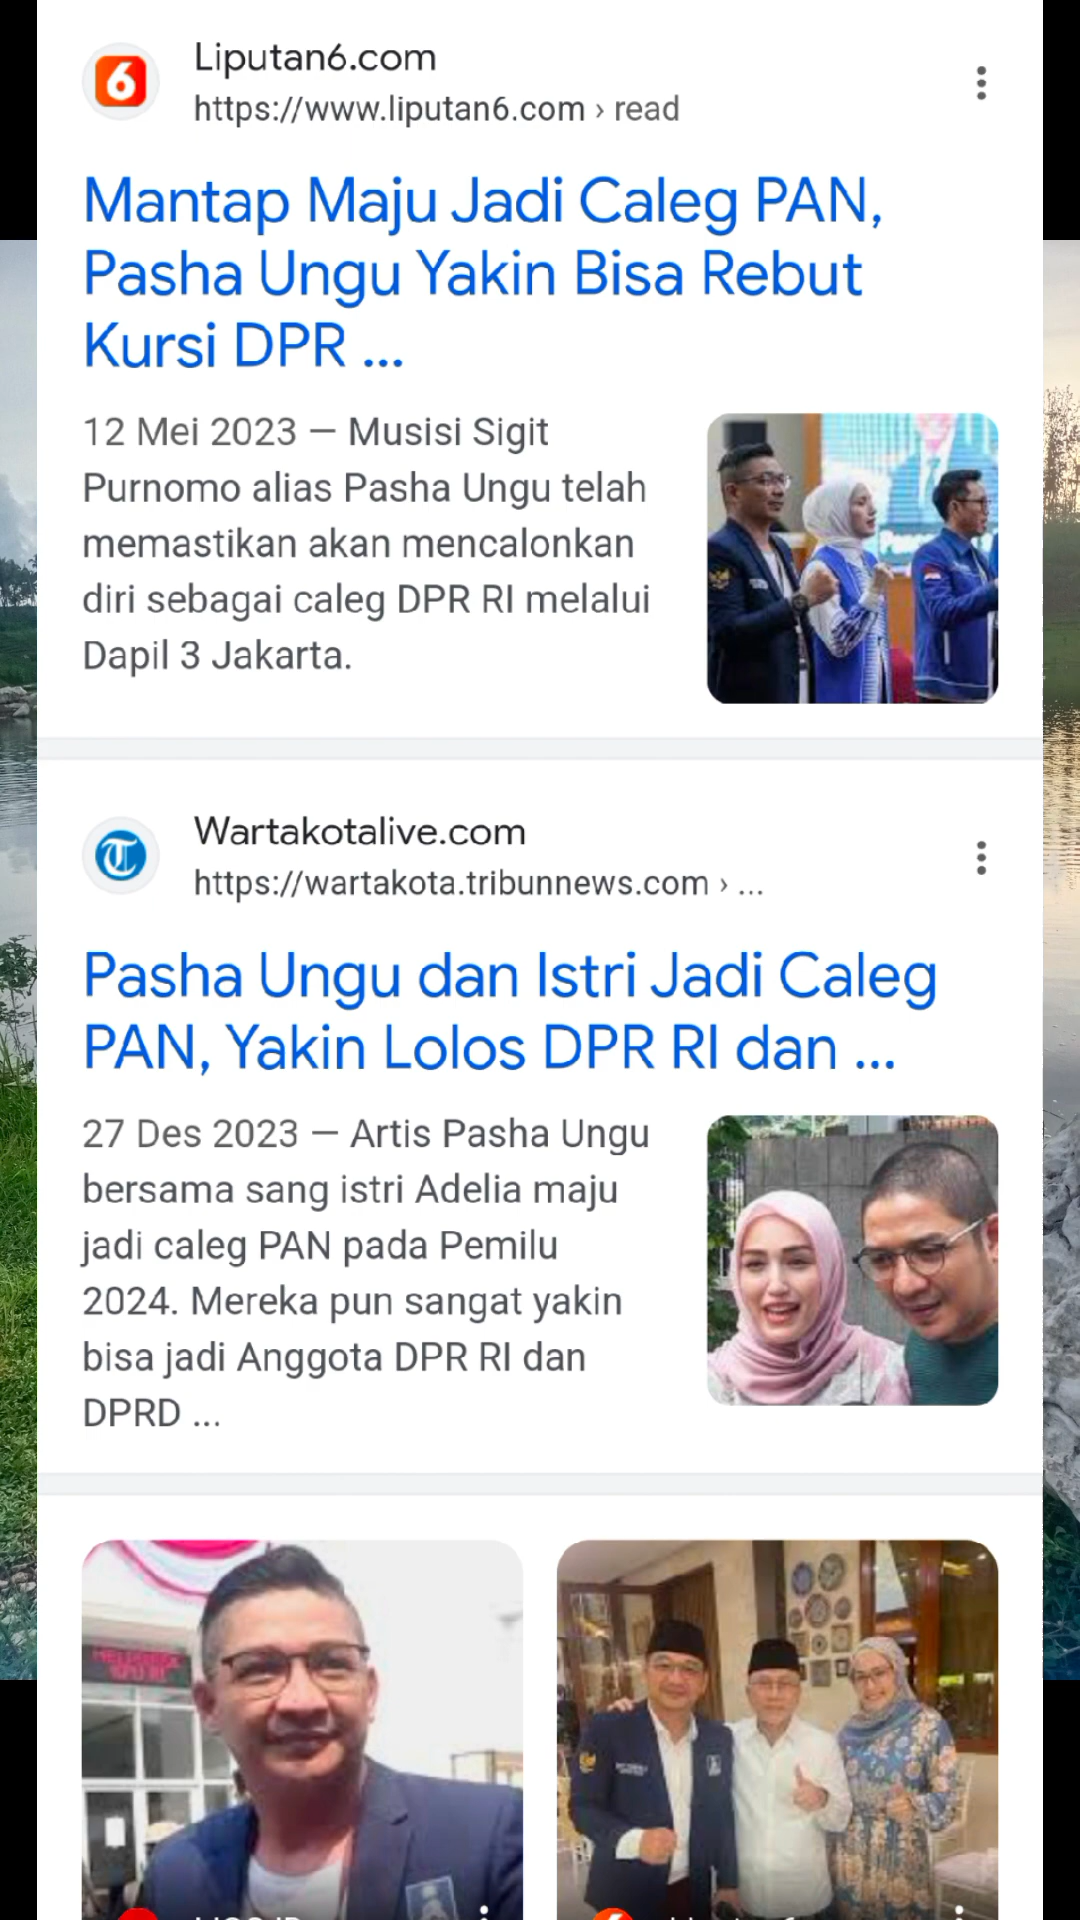 Liputan6.com
https://www.liputan6.com › read
Mantap Maju Jadi Caleg PAN,
Pasha Ungu Yakin Bisa Rebut
Kursi DPR ...
12 Mei 2023 — Musisi Sigit
Purnomo alias Pasha Ungu telah
memastikan akan mencalonkan
diri sebagai caleg DPR RI melalui
Dapil 3 Jakarta.
Wartakotalive.com
https://wartakota.tribunnews.com › ...
Pasha Ungu dan Istri Jadi Caleg
PAN, Yakin Lolos DPR RI dan ...
27 Des 2023 — Artis Pasha Ungu
bersama sang istri Adelia maju
jadi caleg PAN pada Pemilu
2024. Mereka pun sangat yakin
bisa jadi Anggota DPR RI dan
DPRD ...